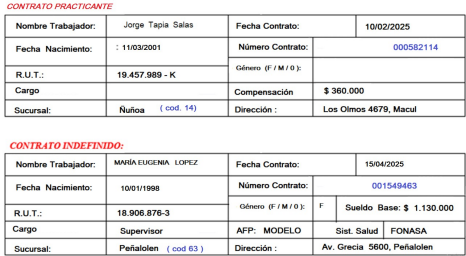 CONTRATO PRACTICANTE
Nombre Trabajador: Jorge Tapia Salas Fecha Contrato: 10/02/2025
Fecha Nacimiento: : 11/03/2001 Número Contrato: 000582114
R.U.T.: 19.457.989 - K Género (F / M / 0 ):
Cargo Compensación $ 360.000
Sucursal: Ñuñoa ( cod. 14) Dirección : Los Olmos 4679, Macul
CONTRATO INDEFINIDO:
Nombre Trabajador: MARÍA EUGENIA LOPEZ Fecha Contrato: 15/04/2025
Fecha Nacimiento: 10/01/1998 Número Contrato: 001549463
R.U.T.: 18.906.876-3 Género (F / M / 0 ): F Sueldo Base: $ 1.130.000
Cargo Supervisor AFP: MODELO Sist. Salud FONASA
Sucursal: Peñalolen ( cod 63 ) Dirección : Av. Grecia 5600, Peñalolen